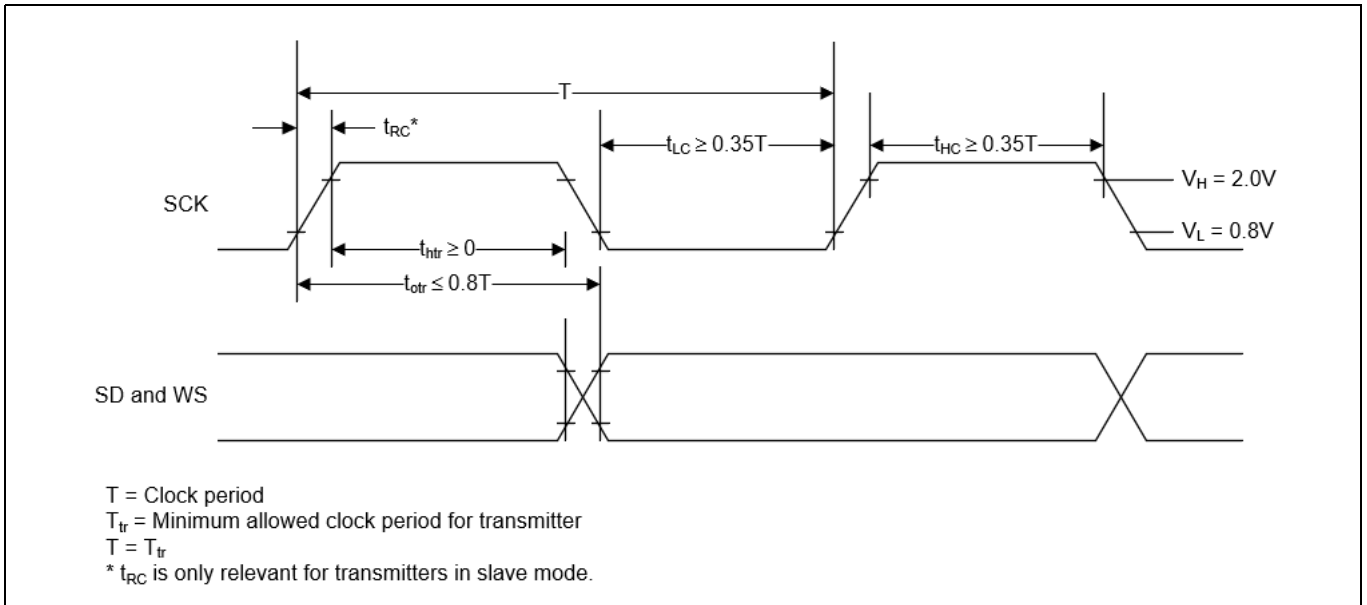 T
tRC*
tLC ≥ 0.35T
tHC ≥ 0.35T
SCK
VH = 2.0V
VL = 0.8V
thtr ≥ 0
totr ≤ 0.8T
SD and WS
T = Clock period
Ttr = Minimum allowed clock period for transmitter
T = Ttr
* tRC is only relevant for transmitters in slave mode.